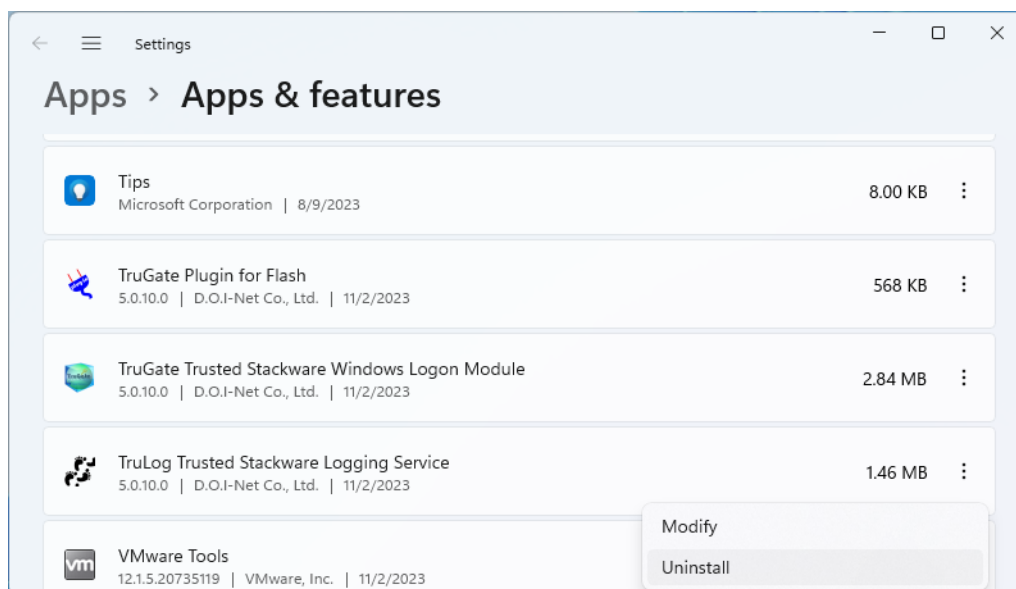 Settings
Apps > Apps & features
Tips
8.00 KB
Microsoft Corporation | 8/9/2023
TruGate Plugin for Flash
568 KB
5.0.10.0 | D.O.I-Net Co., Ltd. | 11/2/2023
TruGate Trusted Stackware Windows Logon Module
2.84 MB
5.0.10.0 | D.O.I-Net Co., Ltd. | 11/2/2023
TruLog Trusted Stackware Logging Service
1.46 MB
5.0.10.0 | D.O.I-Net Co., Ltd. | 11/2/2023
Modify
vm
VMware Tools
Uninstall
12.1.5.20735119 | VMware, Inc. | 11/2/2023